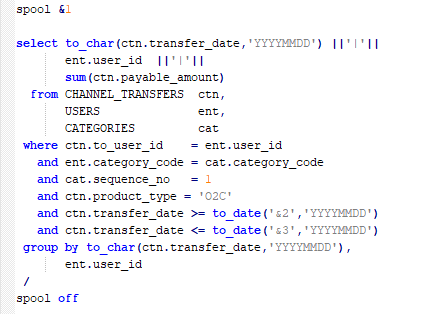 spool &1
select to_char(ctn.transfer_date,'YYYYMMDD') ||'|'||
ent.user_id ||'|'||
sum(ctn.payable_amount)
from CHANNEL_TRANSFERS ctn,
USERS ent,
CATEGORIES cat
where ctn.to_user_id = ent.user_id
and ent.category_code = cat.category_code
and cat.sequence_no = 1
and ctn.product_type = 'O2C'
and ctn.transfer_date >= to_date('&2','YYYYMMDD')
and ctn.transfer_date <= to_date('&3','YYYYMMDD')
group by to_char(ctn.transfer_date,'YYYYMMDD'),
ent.user_id
/
spool off